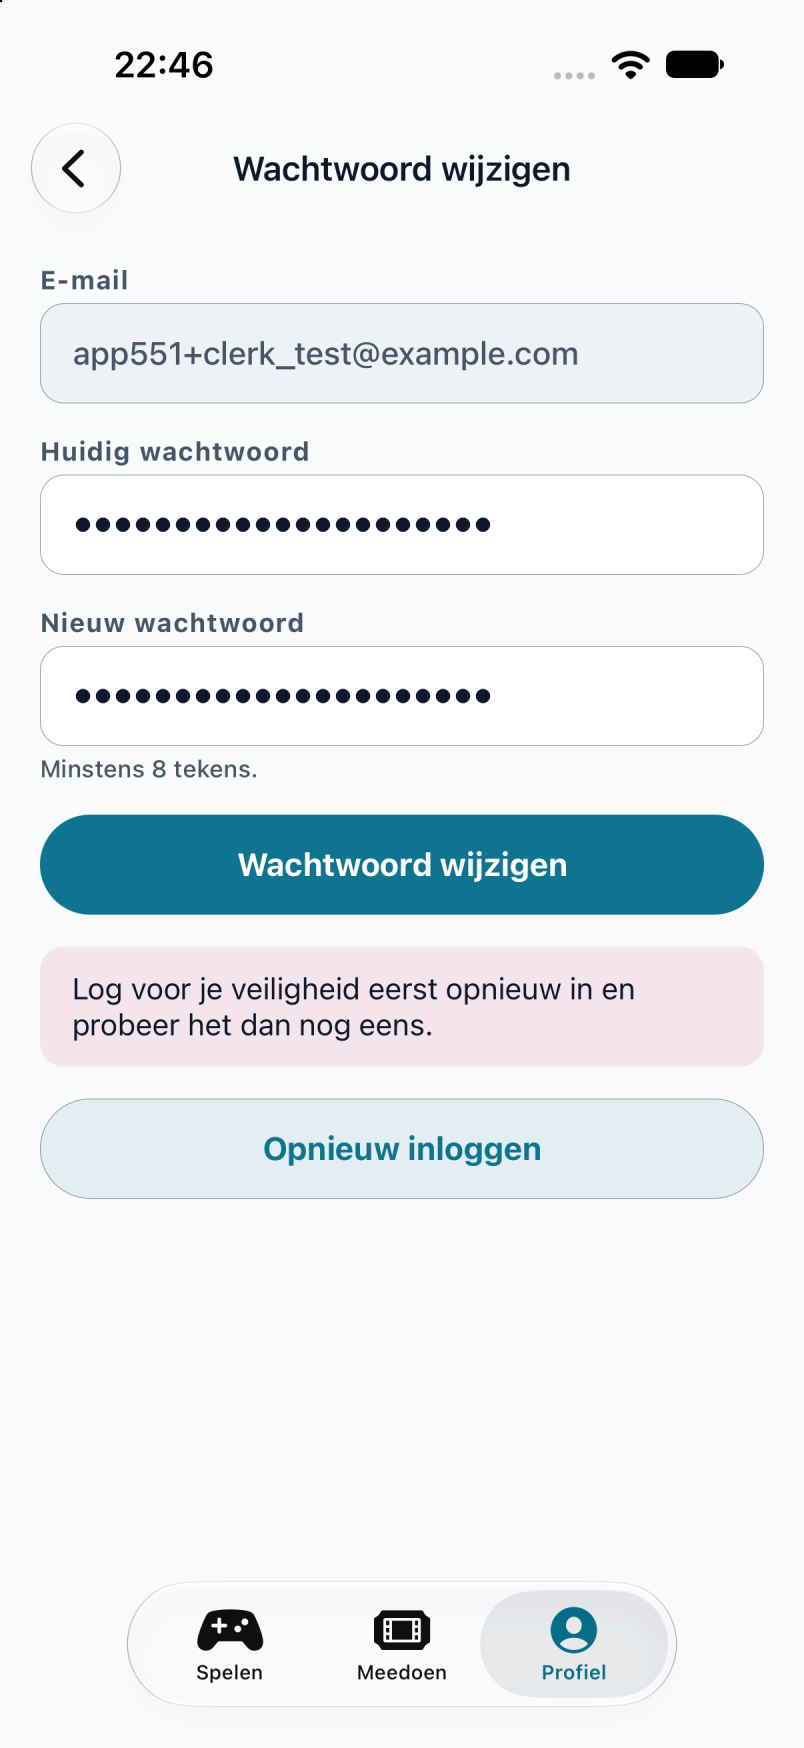 22:46
Wachtwoord wijzigen
E-mail
app551+clerk_test@example.com
Huidig wachtwoord
●●●●●●●●●●●●●●●●●●●●●
Nieuw wachtwoord
●●●●●●●●●●●●●●●●●●●●●
Minstens 8 tekens.
Wachtwoord wijzigen
Log voor je veiligheid eerst opnieuw in en
probeer het dan nog eens.
Opnieuw inloggen
Spelen
Meedoen
Profiel